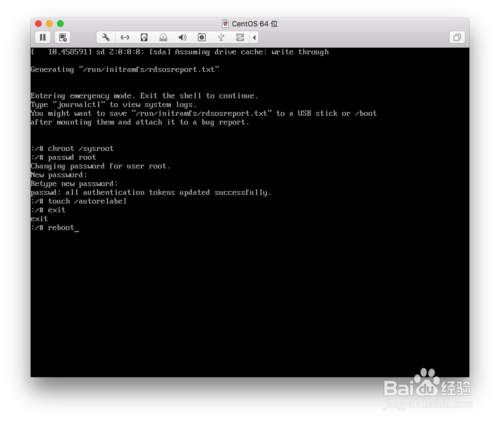 CentOS 64 位
[   10.458591] sd 2:0:0:0: [sda] Assuming drive cache: write through
Generating "/run/initramfs/rdsosreport.txt"
Entering emergency mode. Exit the shell to continue.
Type "journalctl" to view system logs.
You might want to save "/run/initramfs/rdsosreport.txt" to a USB stick or /boot
after mounting them and attach it to a bug report.
:/# chroot /sysroot
:/# passwd root
Changing password for user root.
New password:
Retype new password:
passwd: all authentication tokens updated successfully.
:/# touch /autorelabel
:/# exit
exit
:/# reboot_
Baidu 经验